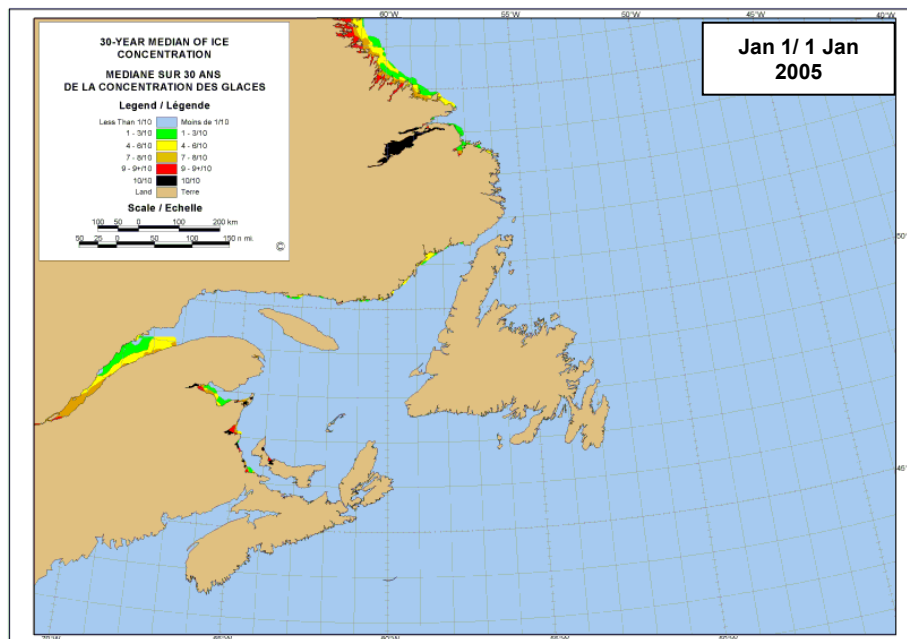 60°W 55°W 50°W 45°W 40°W
30-YEAR MEDIAN OF ICE
CONCENTRATION
MEDIANE SUR 30 ANS
DE LA CONCENTRATION DES GLACES
Legend / Légende
Less Than 1/10 Moins de 1/10
1 - 3/10 1 - 3/10
4 - 6/10 4 - 6/10
7 - 8/10 7 - 8/10
9 - 9+/10 9 - 9+/10
10/10 10/10
Land Terre
Scale / Echelle
100 50 0 100 200 km
50 25 0 50 100 150 n mi.
©
Jan 1/ 1 Jan
2005